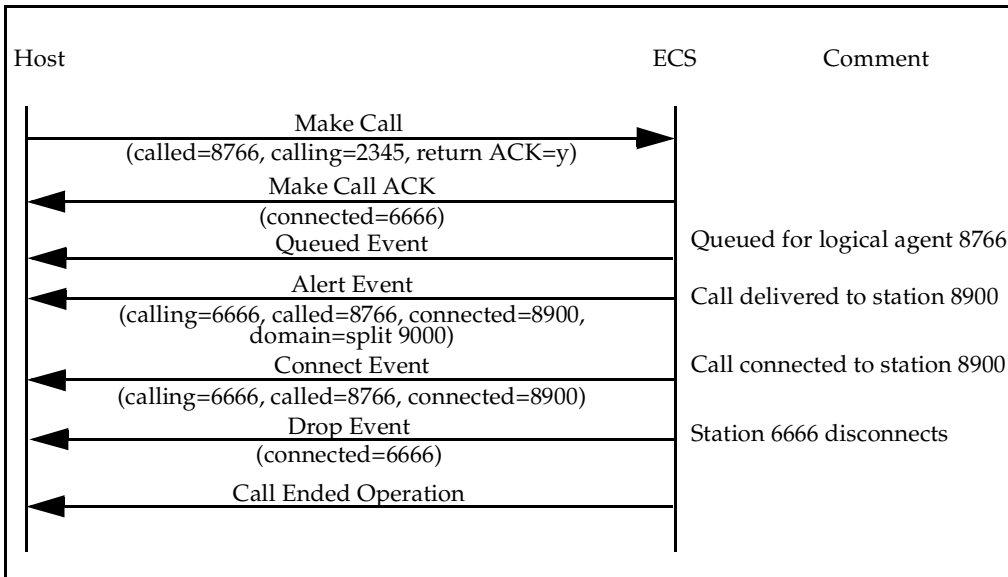 Host ECS Comment
Make Call
(called=8766, calling=2345, return ACK=y)
Make Call ACK
(connected=6666)
Queued Event Queued for logical agent 8766
Alert Event Call delivered to station 8900
(calling=6666, called=8766, connected=8900,
domain=split 9000)
Connect Event Call connected to station 8900
(calling=6666, called=8766, connected=8900)
Drop Event Station 6666 disconnects
(connected=6666)
Call Ended Operation